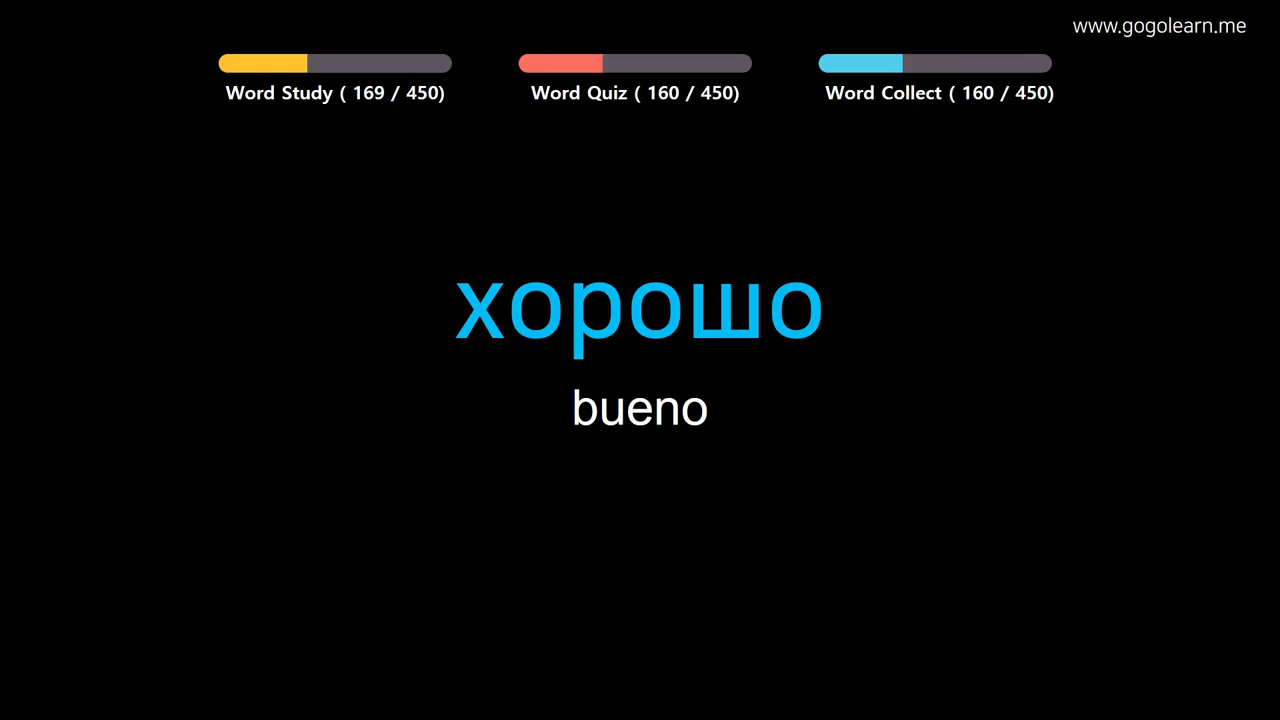 www.gogolearn.me
Word Study ( 169 / 450)
Word Quiz ( 160 / 450)
Word Collect ( 160 / 450)
хорошо
bueno